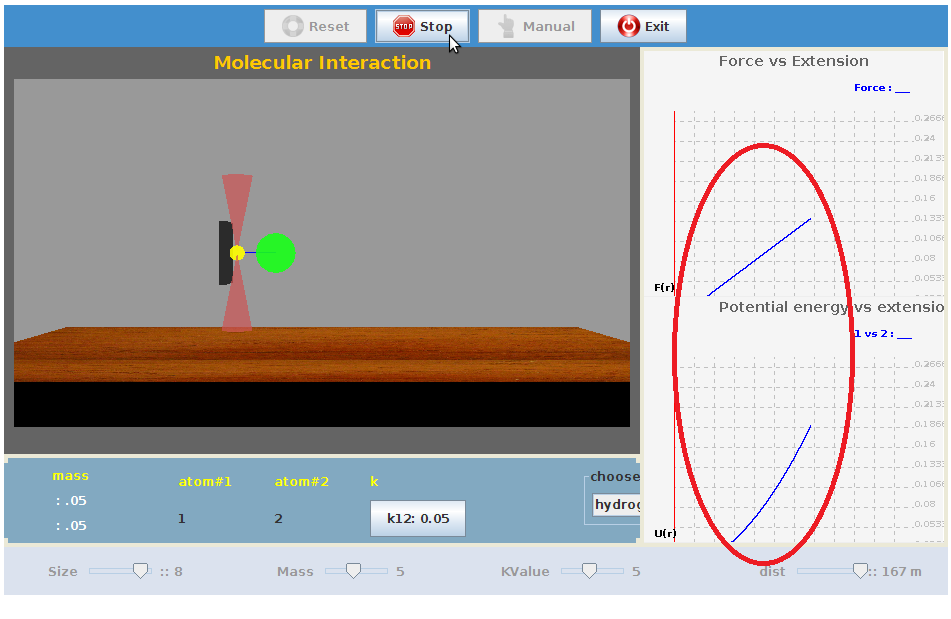 Reset Stop Manual Exit
STOP
Molecular Interaction
Force vs Extension
Force : __
0.2666
0.24
0.2133
0.1866
0.16
0.1333
0.1066
0.08
0.0533
F(r)
Potential energy vs extensio
1 vs 2 : __
0.2666
0.24
0.2133
0.1866
0.16
0.1333
0.1066
0.08
0.0533
U(r)
mass atom#1 atom#2 k choose
: .05
: .05
1 2 k12: 0.05 hydrog
Size :: 8 Mass 5 KValue 5 dist :: 167 m